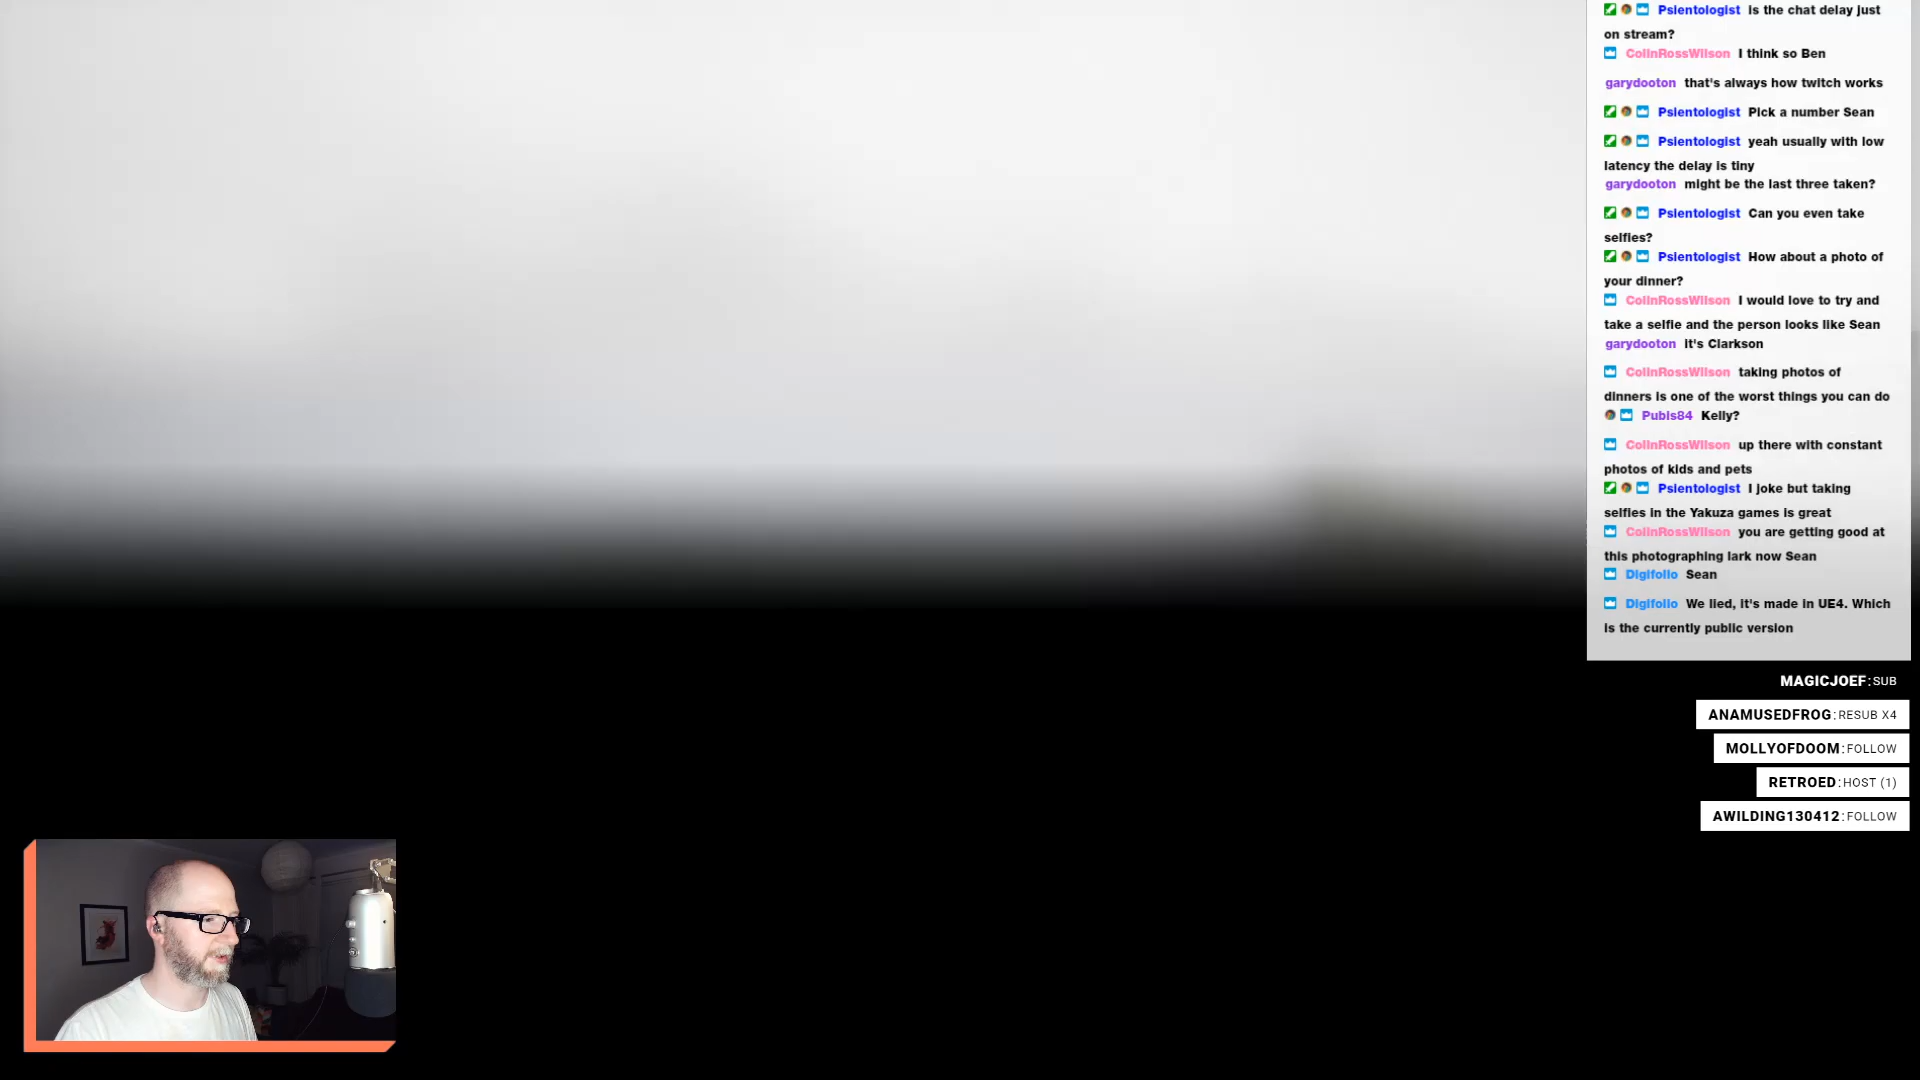 Psientologist Is the chat delay just
on stream?
ColinRossWilson I think so Ben
garydooton that's always how twitch works
Psientologist Pick a number Sean
Psientologist yeah usually with low
latency the delay is tiny
garydooton might be the last three taken?
Psientologist Can you even take
selfies?
Psientologist How about a photo of
your dinner?
ColinRossWilson I would love to try and
take a selfie and the person looks like Sean
garydooton it's Clarkson
ColinRossWilson taking photos of
dinners is one of the worst things you can do
Pubis84 Kelly?
ColinRossWilson up there with constant
photos of kids and pets
Psientologist I joke but taking
selfies in the Yakuza games is great
ColinRossWilson you are getting good at
this photographing lark now Sean
Digifolio Sean
Digifolio We lied, it's made in UE4. Which
is the currently public version
MAGICJOEF:SUB
ANAMUSEDFROG:RESUB X4
MOLLYOFDOOM:FOLLOW
RETROED:HOST (1)
AWILDING130412:FOLLOW